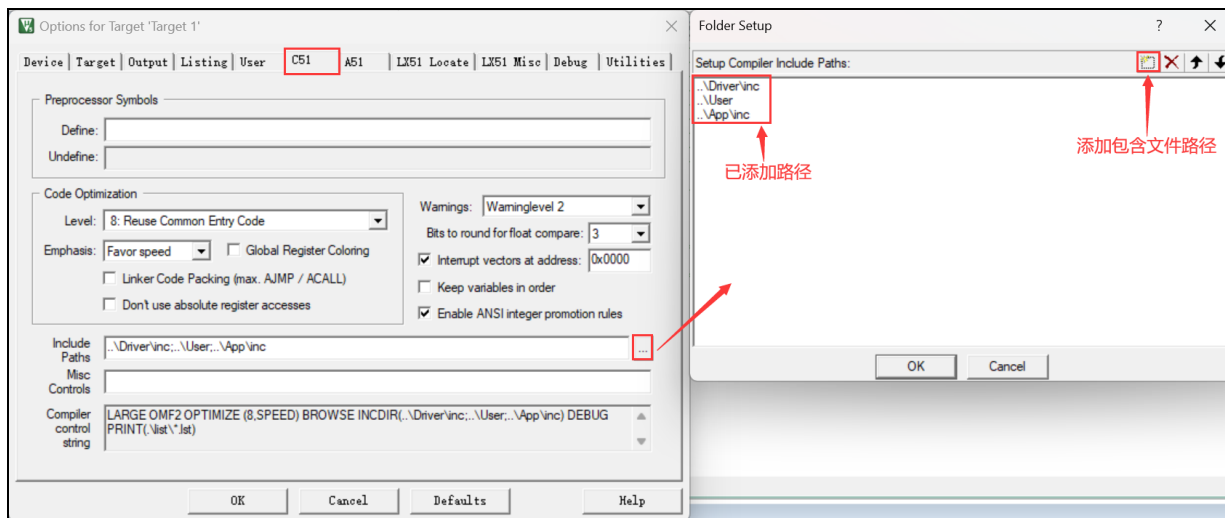 Options for Target 'Target 1'
Device Target Output Listing User C51 A51 LX51 Locate LX51 Misc Debug Utilities
Preprocessor Symbols
Define:
Undefine:
Code Optimization
Level: 8: Reuse Common Entry Code
Emphasis: Favor speed Global Register Coloring
Linker Code Packing (max. AJMP / ACALL)
Don't use absolute register accesses
Warnings: Warninglevel 2
Bits to round for float compare: 3
Interrupt vectors at address: 0x0000
Keep variables in order
Enable ANSI integer promotion rules
Include Paths ..\Driver\inc;..\User;..\App\inc ...
Misc Controls
Compiler control string LARGE OMF2 OPTIMIZE (8,SPEED) BROWSE INCDIR(..\Driver\inc;..\User;..\App\inc) DEBUG
PRINT(.\list\*.lst)
OK Cancel Defaults Help
Folder Setup ?
Setup Compiler Include Paths:
..\Driver\inc
..\User
..\App\inc
已添加路径
添加包含文件路径
OK Cancel